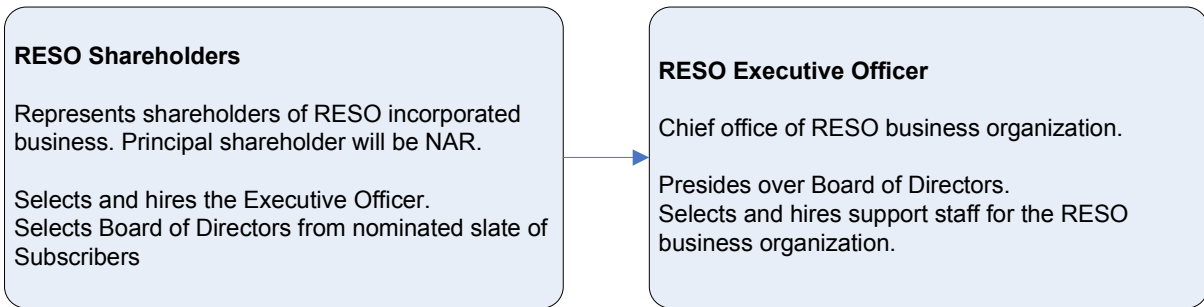 RESO Shareholders
Represents shareholders of RESO incorporated
business. Principal shareholder will be NAR.
Selects and hires the Executive Officer.
Selects Board of Directors from nominated slate of
Subscribers
RESO Executive Officer
Chief office of RESO business organization.
Presides over Board of Directors.
Selects and hires support staff for the RESO
business organization.